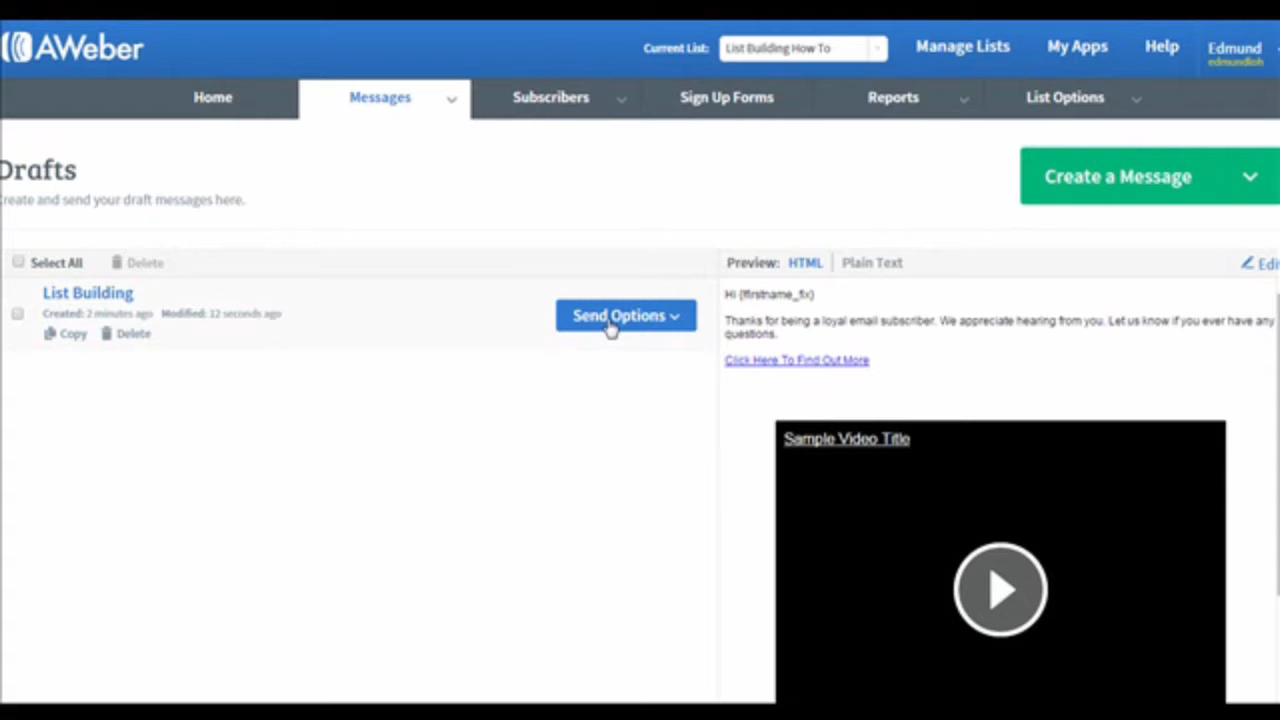 AWeber
Current List: List Building How To
Manage Lists
My Apps
Help
Edmund
edmundloh
Home
Messages
Subscribers
Sign Up Forms
Reports
List Options
Drafts
Create and send your draft messages here.
Create a Message
Select All
Delete
Preview: HTML | Plain Text
Edi
List Building
Created: 2 minutes ago Modified: 12 seconds ago
Copy
Delete
Send Options
Hi {!firstname_fix}
Thanks for being a loyal email subscriber. We appreciate hearing from you. Let us know if you ever have any
questions.
Click Here To Find Out More
Sample Video Title